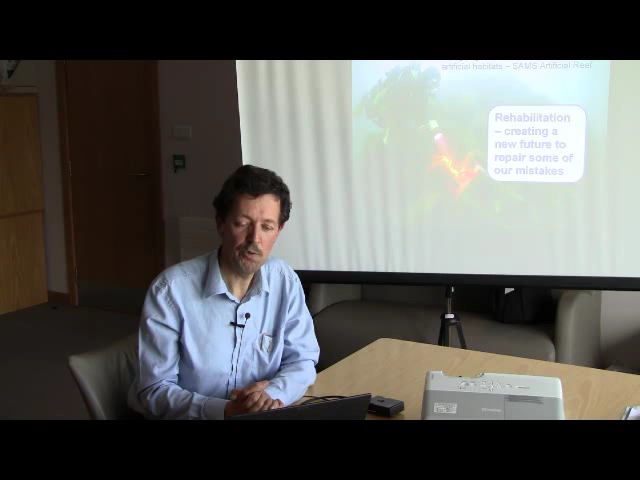 artificial habitats – SAMS Artificial Reef
Rehabilitation
– creating a
new future to
repair some of
our mistakes